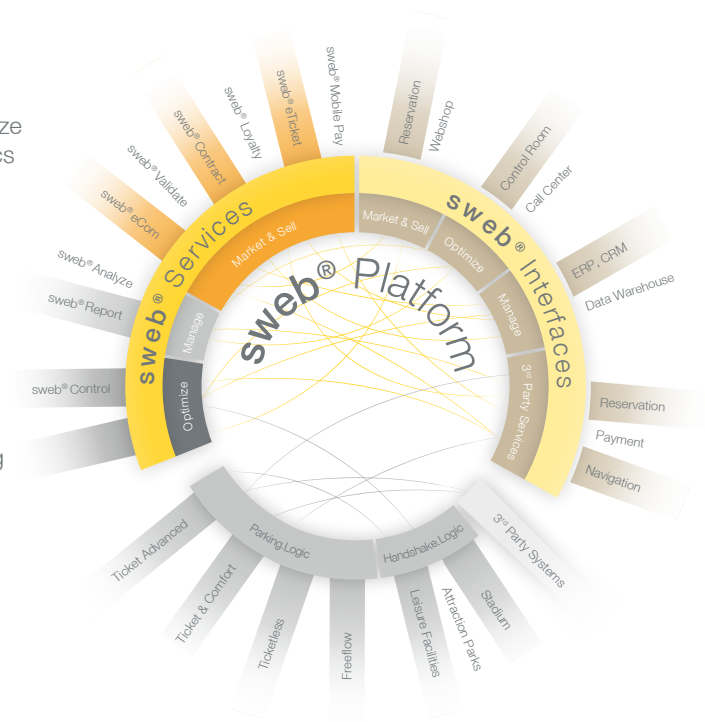 ze
cs
g
sweb® Platform
sweb® Services
Market & Sell
Manage
Optimize
sweb® Mobile Pay
sweb® eTicket
sweb® Loyalty
sweb® Contract
sweb® Validate
sweb® eCom
sweb® Analyze
sweb® Report
sweb® Control
sweb® Interfaces
Market & Sell
Optimize
Manage
3rd Party Services
Reservation
Webshop
Control Room
Call Center
ERP, CRM
Data Warehouse
Reservation
Payment
Navigation
Parking.Logic
Handshake.Logic
3rd Party Systems
Ticket Advanced
Ticket & Comfort
Ticketless
Freeflow
Leisure Facilities
Attraction Parks
Stadium